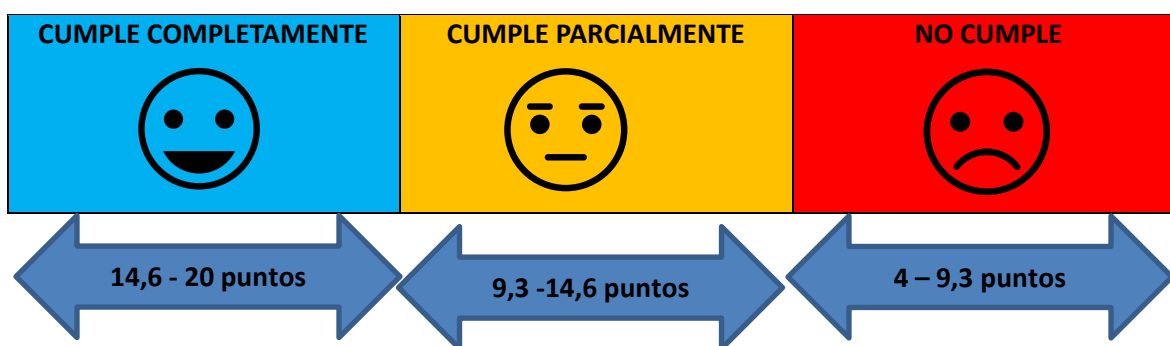 CUMPLE COMPLETAMENTE
CUMPLE PARCIALMENTE
NO CUMPLE
14,6 - 20 puntos
9,3 -14,6 puntos
4 – 9,3 puntos